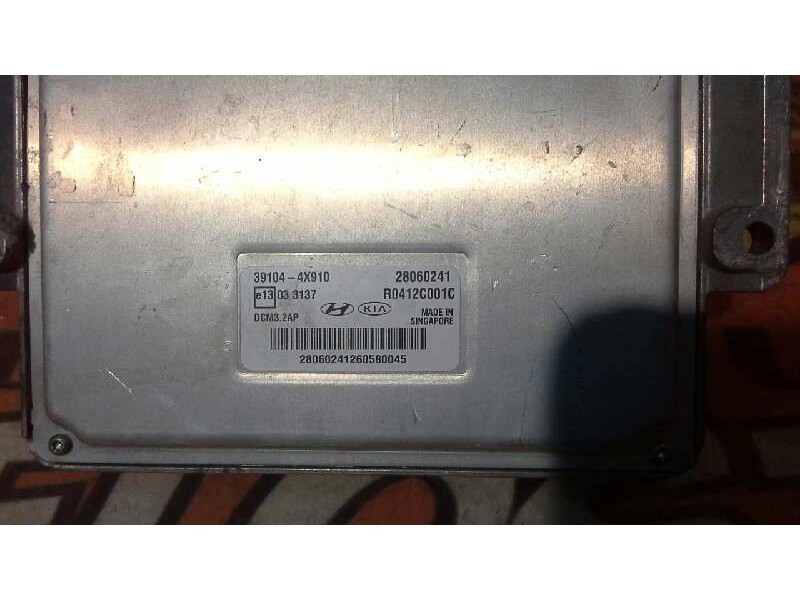 39104-4X910 28060241
e13 03 3137 R0412C001C
DCM3.2AP KIA MADE IN
SINGAPORE
28060241260580045